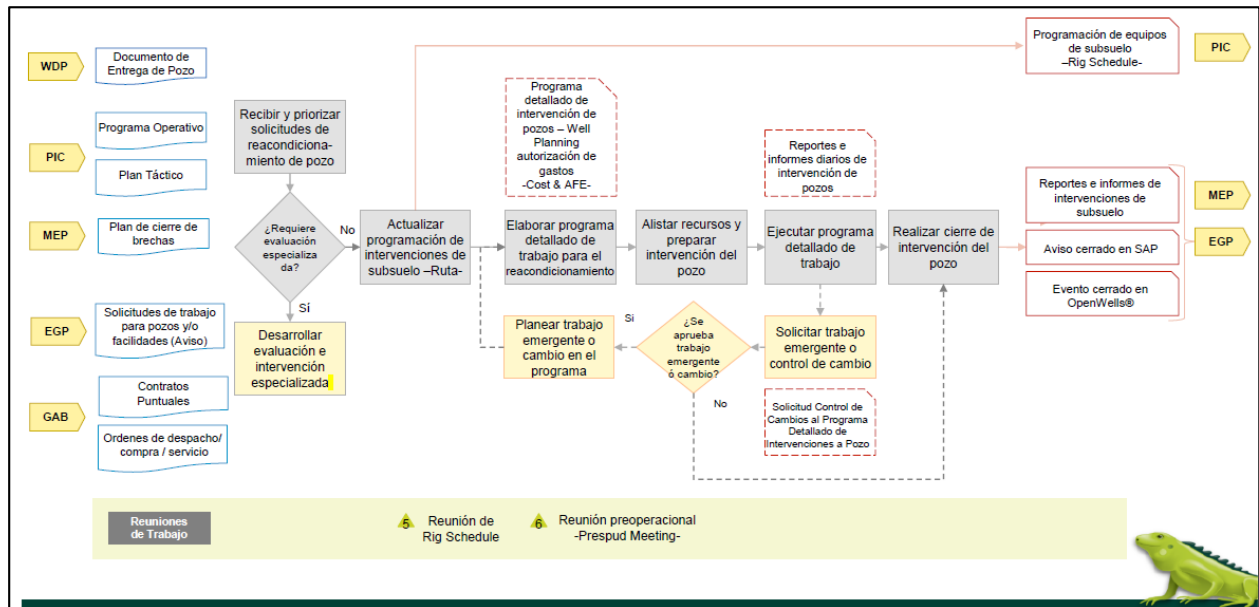 WDP
Documento de
Entrega de Pozo
PIC
Programa Operativo
Plan Táctico
MEP
Plan de cierre de
brechas
EGP
Solicitudes de trabajo
para pozos y/o
facilidades (Aviso)
GAB
Contratos
Puntuales
Ordenes de despacho/
compra / servicio
Recibir y priorizar
solicitudes de
reacondiciona-
miento de pozo
¿Requiere
evaluación
especializa
da?
No
Sí
Desarrollar
evaluación e
intervención
especializada
Actualizar
programación de
intervenciones de
subsuelo –Ruta-
Programa
detallado de
intervención de
pozos – Well
Planning
autorización de
gastos
-Cost & AFE-
Elaborar programa
detallado de
trabajo para el
reacondicionamiento
Alistar recursos y
preparar
intervención del
pozo
Reportes e
informes diarios de
intervención de
pozos
Ejecutar programa
detallado de
trabajo
Realizar cierre de
intervención del
pozo
Planear trabajo
emergente o
cambio en el
programa
Si
¿Se
aprueba
trabajo
emergente
ó cambio?
No
Solicitar trabajo
emergente o
control de cambio
Solicitud Control de
Cambios al Programa
Detallado de
Intervenciones a Pozo
Programación de equipos
de subsuelo
–Rig Schedule-
PIC
Reportes e informes de
intervenciones de
subsuelo
Aviso cerrado en SAP
Evento cerrado en
OpenWells®
MEP
EGP
Reuniones
de Trabajo
5
Reunión de
Rig Schedule
6
Reunión preoperacional
-Prespud Meeting-